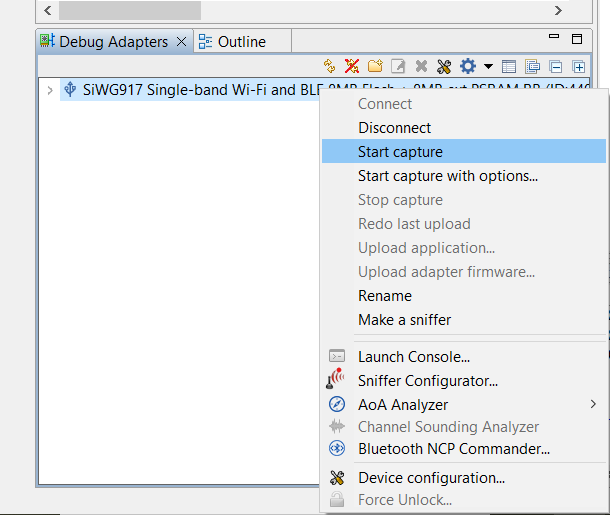 Debug Adapters
Outline
SiWG917 Single-band Wi-Fi and BLE 8MB Flash
Connect
Disconnect
Start capture
Start capture with options...
Stop capture
Redo last upload
Upload application...
Upload adapter firmware...
Rename
Make a sniffer
Launch Console...
Sniffer Configurator...
AoA Analyzer
Channel Sounding Analyzer
Bluetooth NCP Commander...
Device configuration...
Force Unlock...